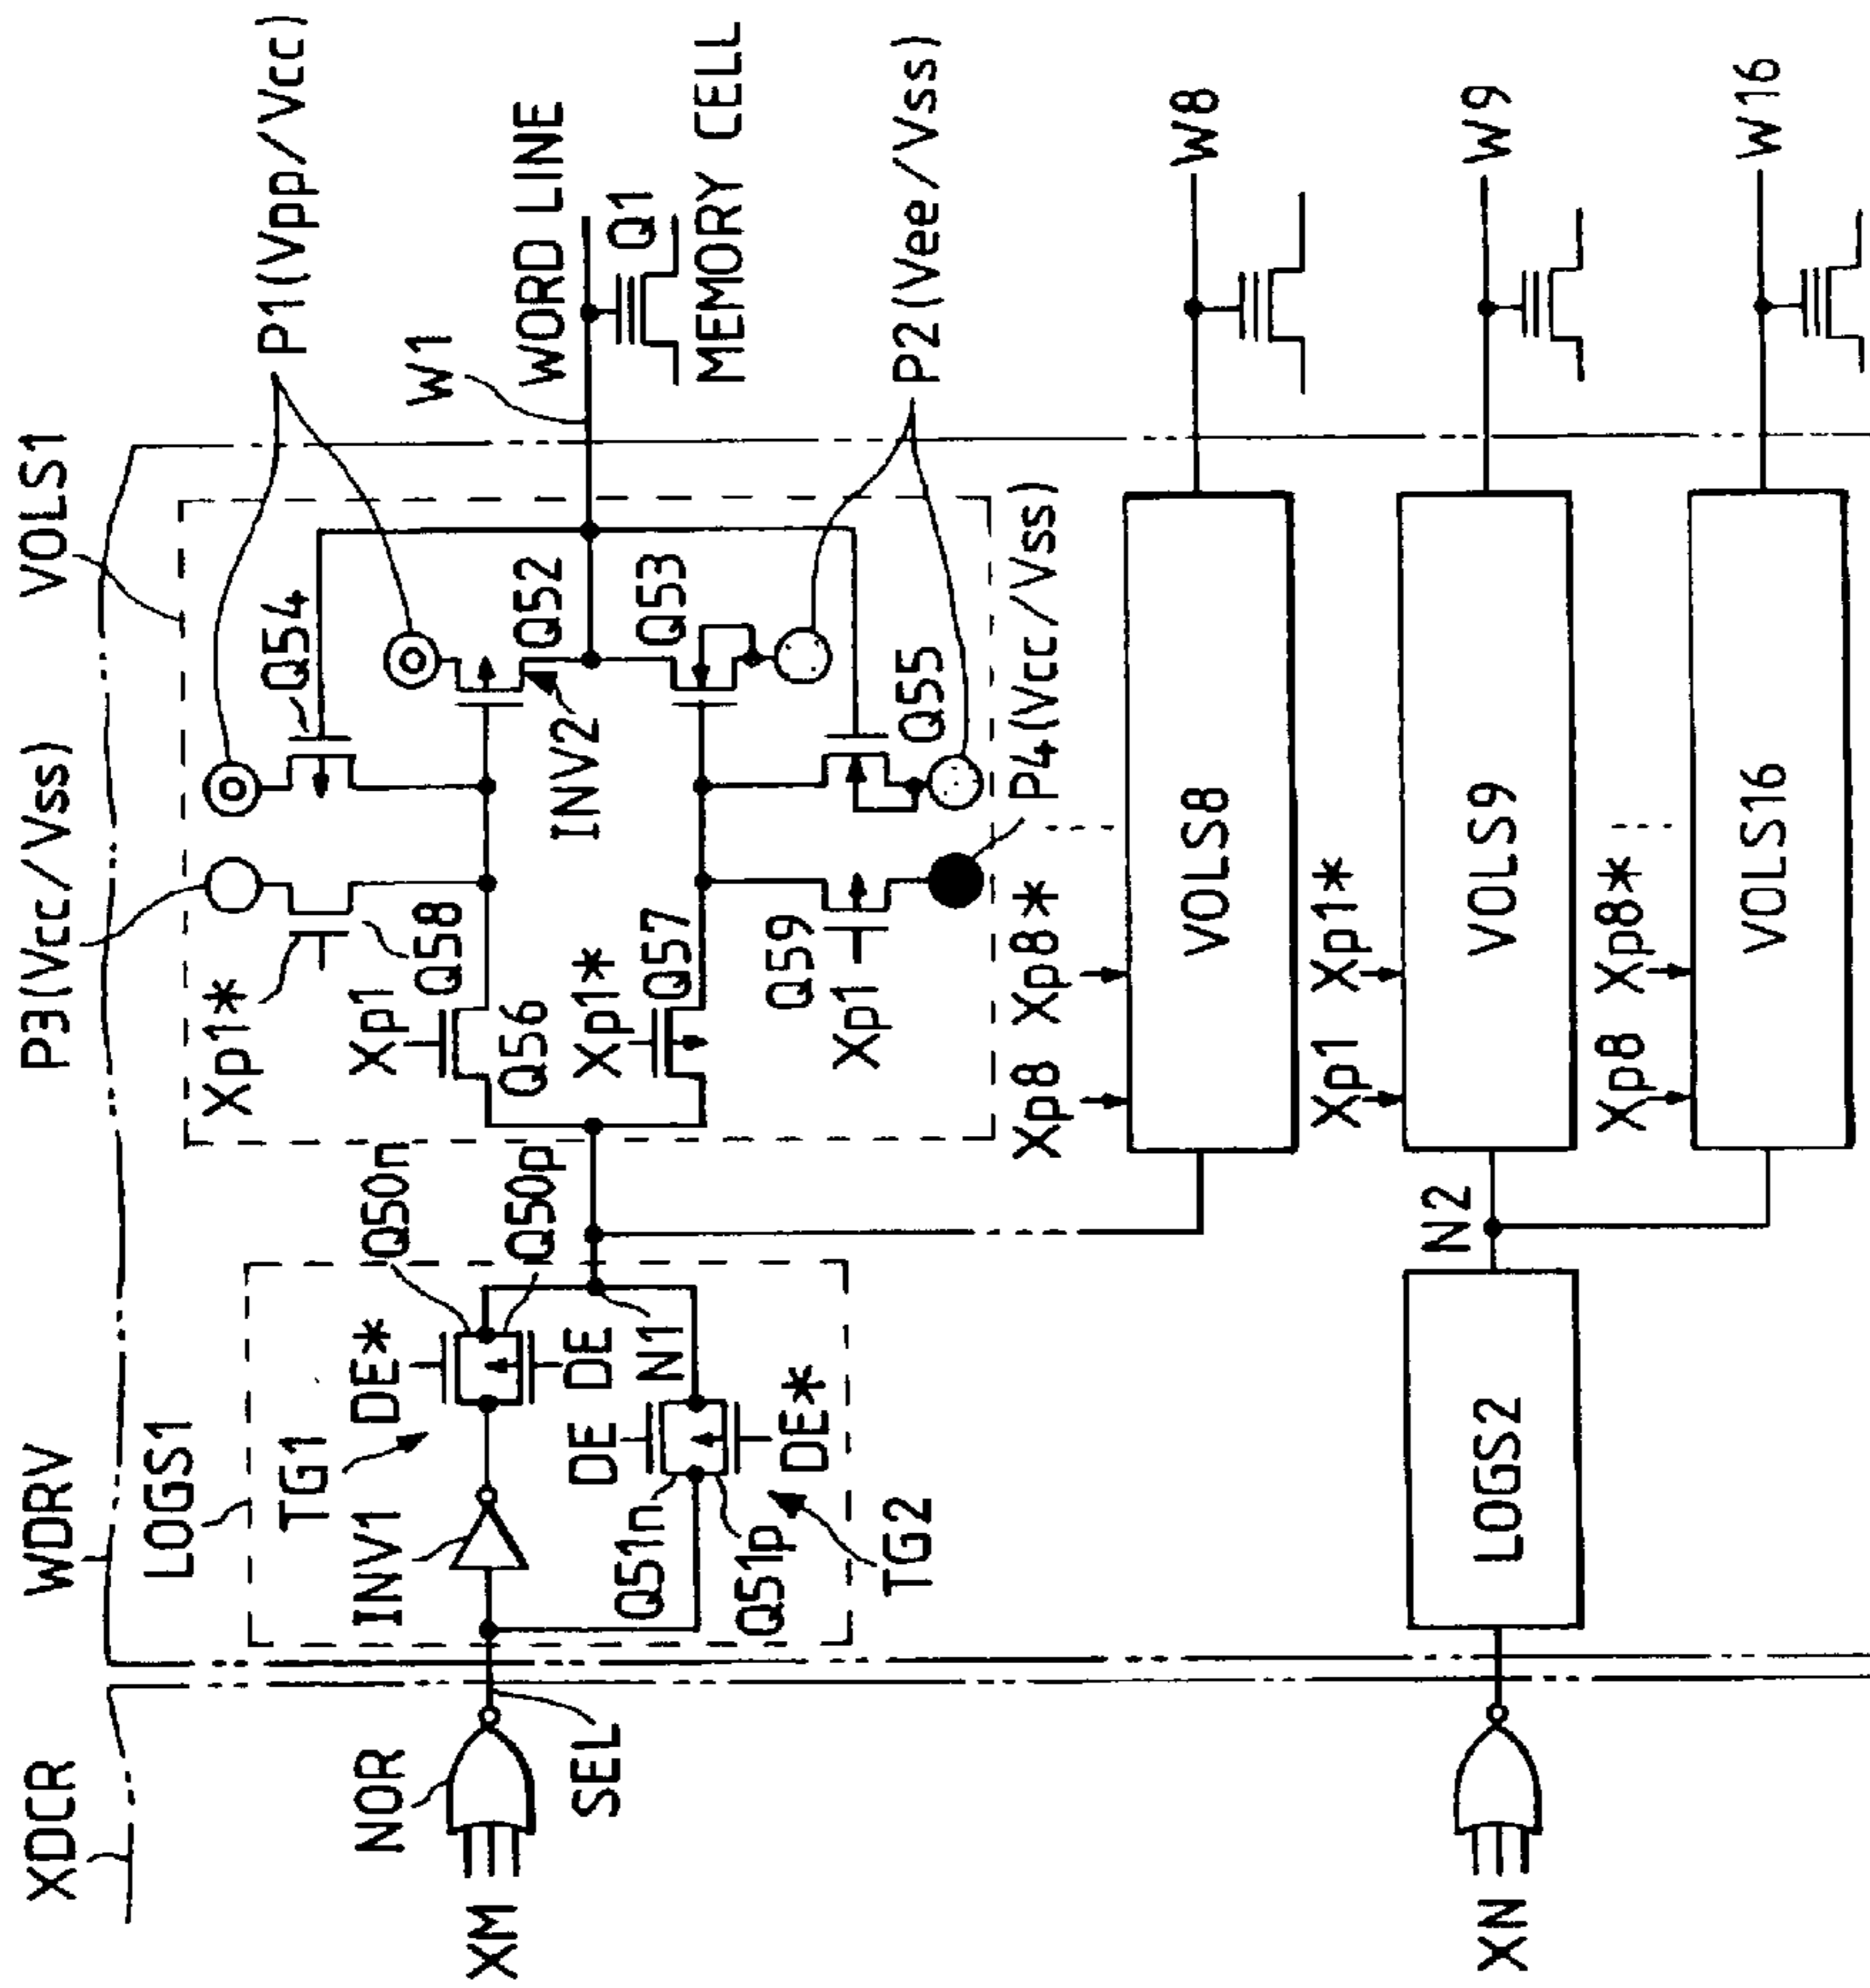 XDCR
WDRV
P3(Vcc/Vss)
VOLS1
LOGS1
Xp1*
Q54
P1(Vpp/Vcc)
TG1
DE*
Q50n
Xp1
Q58
W1
NOR
INV1
Q56
INV2
Q52
WORD LINE
XM
SEL
DE
Q50p
Xp1*
Q57
Q53
Q1
DE
N1
MEMORY CELL
Q51n
Q51p
DE*
Q59
Xp1
Q55
TG2
P2(Vee/Vss)
P4(Vcc/Vss)
Xp8 Xp8*
VOLS8
W8
Xp1 Xp1*
N2
XN
LOGS2
VOLS9
W9
Xp8 Xp8*
VOLS16
W16